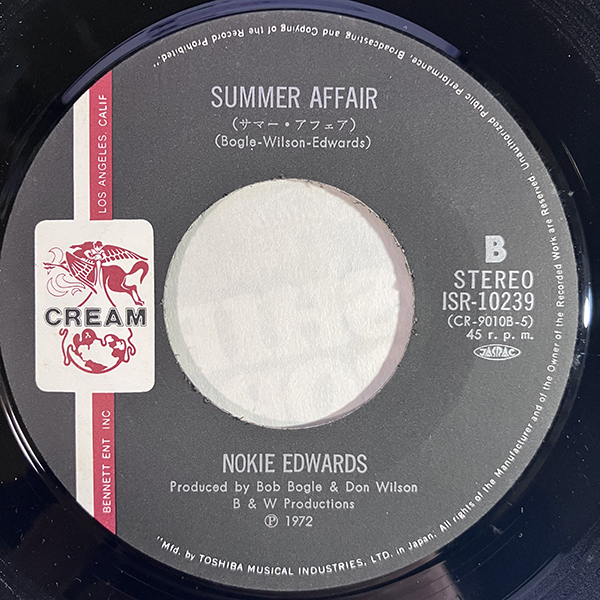 SUMMER AFFAIR
(サマー・アフェア)
(Bogle-Wilson-Edwards)
LOS ANGELES, CALIF
CREAM
BENNETT ENT INC
B
STEREO
ISR-10239
(CR-9010B-5)
45 r. p. m.
JASRAC
NOKIE EDWARDS
Produced by Bob Bogle & Don Wilson
B & W Productions
℗ 1972
"Mfd. by TOSHIBA MUSICAL INDUSTRIES, LTD. in Japan. All rights of the Manufacturer and of the Owner of the Recorded Work are Reserved. Unauthorized Public Performance, Broadcasting and Copying of the Record Prohibited."